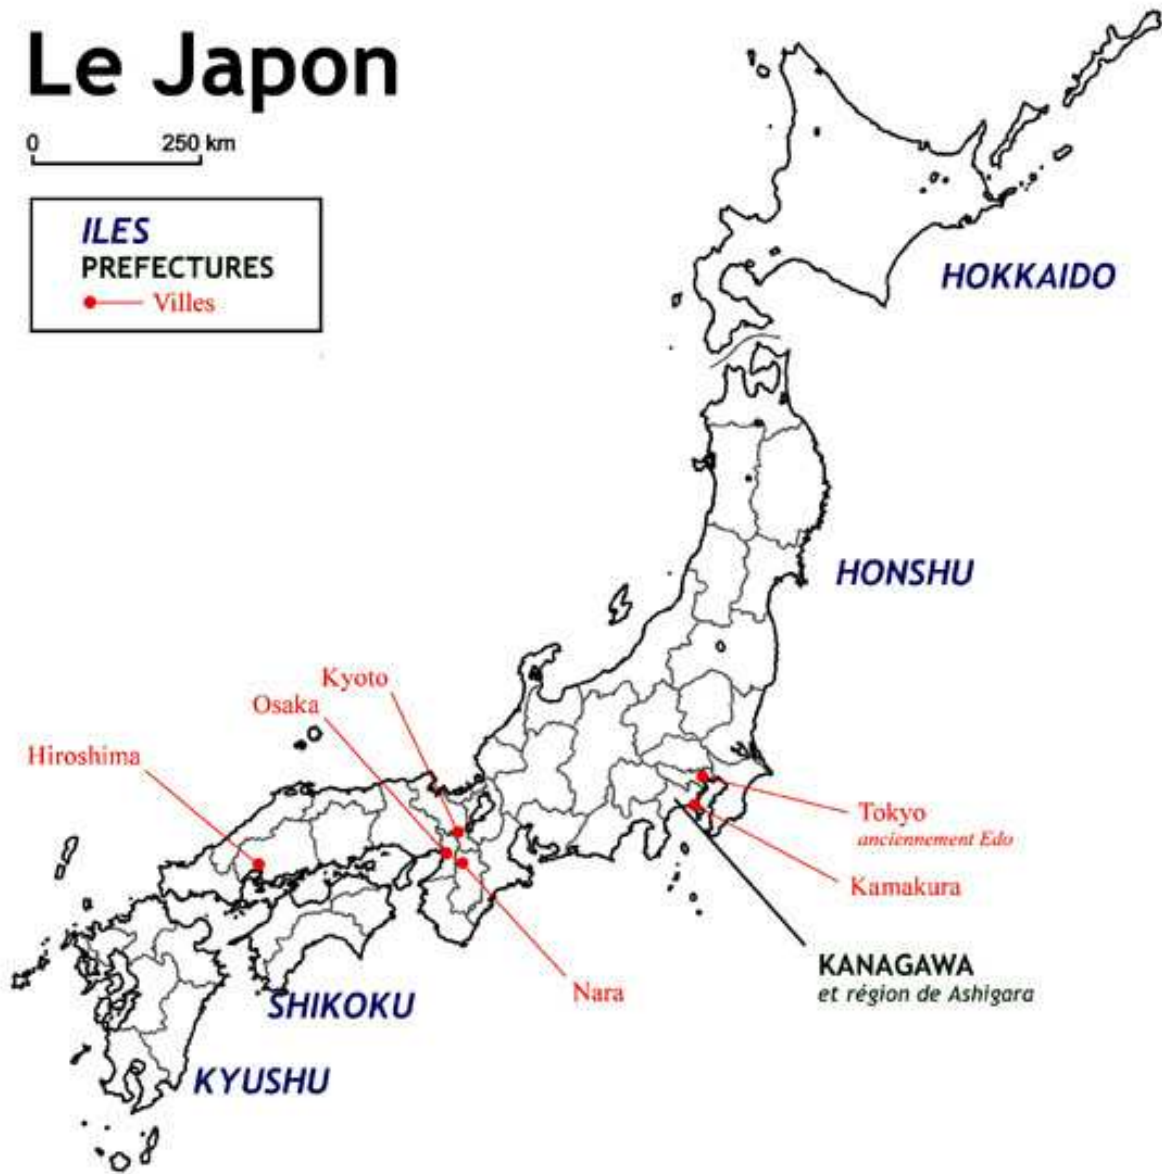 Le Japon
0 250 km
ILES
PREFECTURES
Villes
HOKKAIDO
HONSHU
Kyoto
Osaka
Hiroshima
Tokyo
anciennement Edo
Kamakura
KANAGAWA
et région de Ashigara
Nara
SHIKOKU
KYUSHU